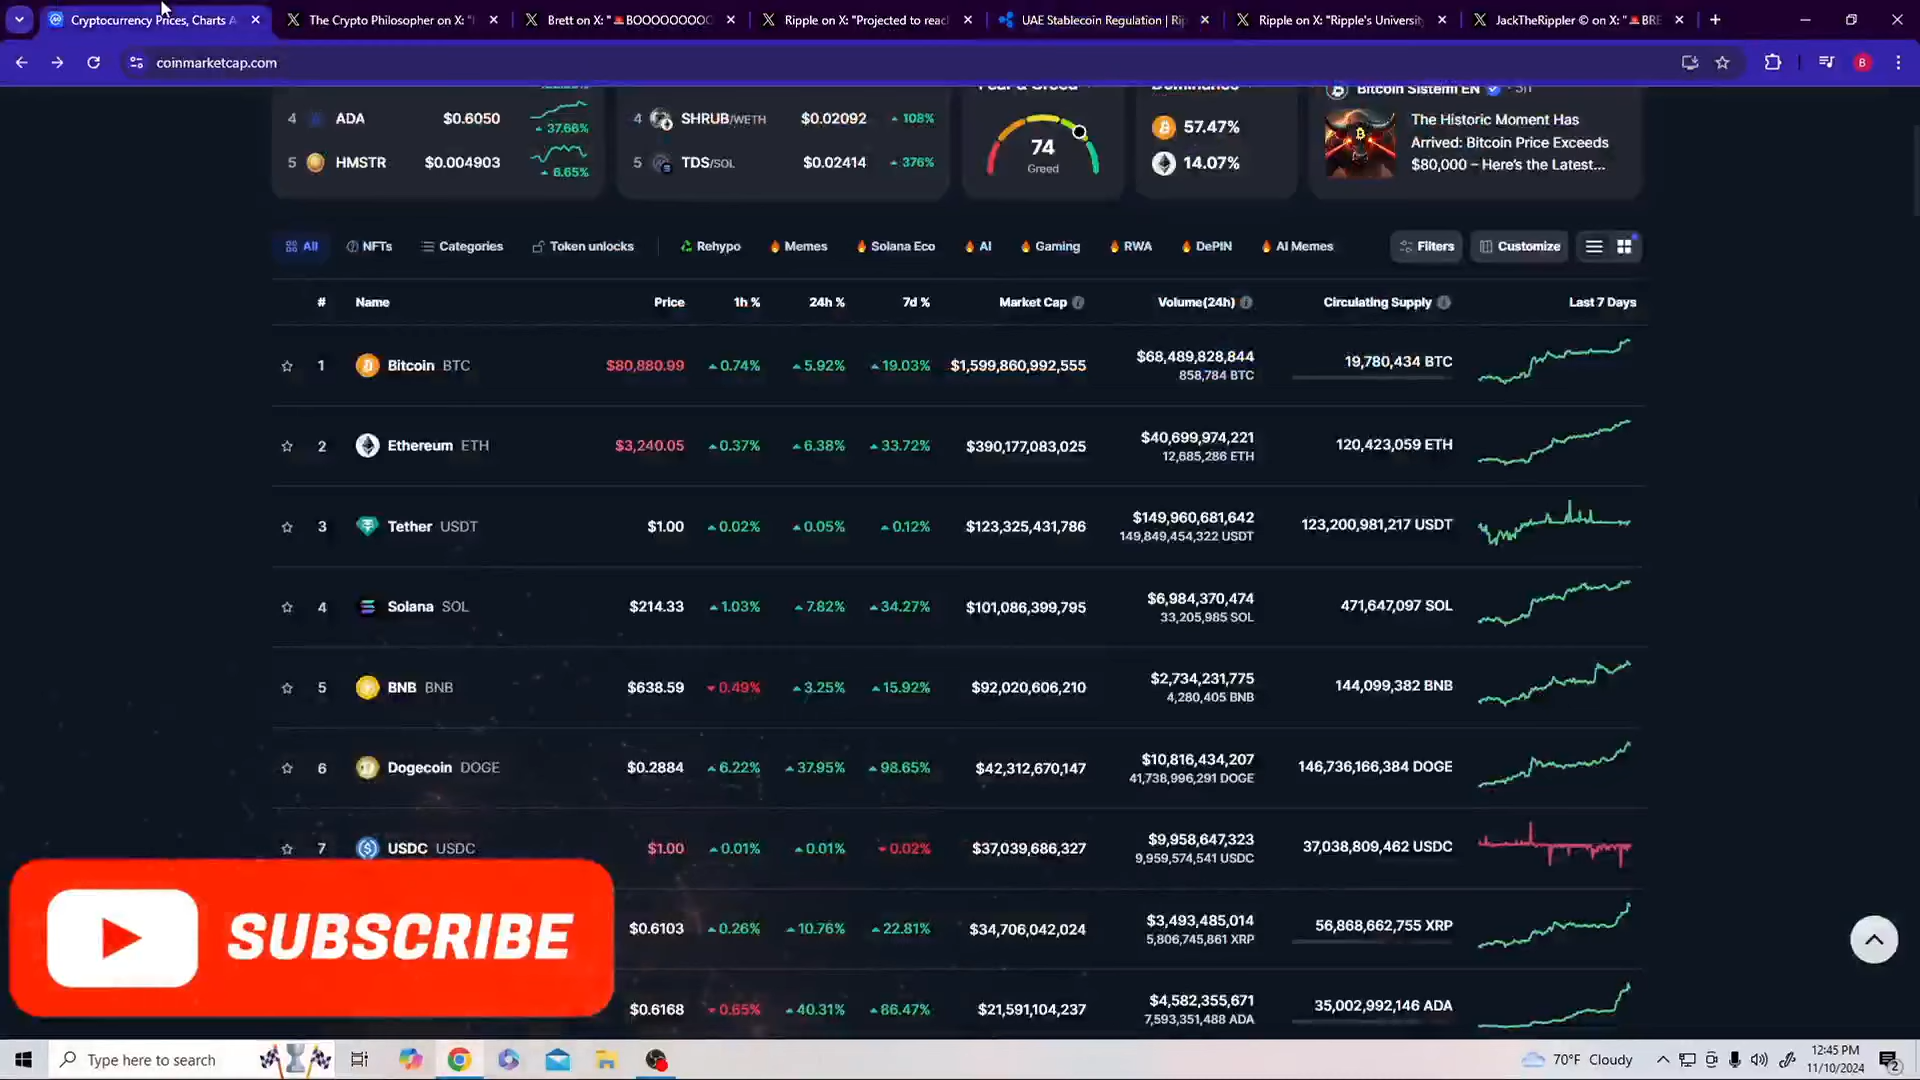 Cryptocurrency Prices, Charts A
The Crypto Philosopher on X: "
Brett on X: "🚨BOOOOOOOOC
Ripple on X: "Projected to reac
UAE Stablecoin Regulation | Rip
Ripple on X: "Ripple's University
JackTheRippler © on X: "🚨BRE
coinmarketcap.com
B
4 ADA $0.6050 37.66%
5 HMSTR $0.004903 6.65%
4 SHRUB/WETH $0.02092 108%
5 TDS/SOL $0.02414 376%
Fear & Greed
74
Greed
Dominance
57.47%
14.07%
Bitcoin Sistemi EN · 5h
The Historic Moment Has
Arrived: Bitcoin Price Exceeds
$80,000 – Here's the Latest...
All NFTs Categories Token unlocks Rehypo Memes Solana Eco AI Gaming RWA DePIN AI Memes Filters Customize
# Name Price 1h % 24h % 7d % Market Cap Volume(24h) Circulating Supply Last 7 Days
1 Bitcoin BTC $80,880.99 0.74% 5.92% 19.03% $1,599,860,992,555 $68,489,828,844 19,780,434 BTC
858,784 BTC
2 Ethereum ETH $3,240.05 0.37% 6.38% 33.72% $390,177,083,025 $40,699,974,221 120,423,059 ETH
12,685,286 ETH
3 Tether USDT $1.00 0.02% 0.05% 0.12% $123,325,431,786 $149,960,681,642 123,200,981,217 USDT
149,849,454,322 USDT
4 Solana SOL $214.33 1.03% 7.82% 34.27% $101,086,399,795 $6,984,370,474 471,647,097 SOL
33,205,985 SOL
5 BNB BNB $638.59 0.49% 3.25% 15.92% $92,020,606,210 $2,734,231,775 144,099,382 BNB
4,280,405 BNB
6 Dogecoin DOGE $0.2884 6.22% 37.95% 98.65% $42,312,670,147 $10,816,434,207 146,736,166,384 DOGE
41,738,996,291 DOGE
7 USDC USDC $1.00 0.01% 0.01% 0.02% $37,039,686,327 $9,958,647,323 37,038,809,462 USDC
9,959,574,541 USDC
$0.6103 0.26% 10.76% 22.81% $34,706,042,024 $3,493,485,014 56,868,662,755 XRP
5,806,745,861 XRP
SUBSCRIBE
$0.6168 0.65% 40.31% 86.47% $21,591,104,237 $4,582,355,671 35,002,992,146 ADA
7,593,351,488 ADA
Type here to search
70°F Cloudy
12:45 PM
11/10/2024
2